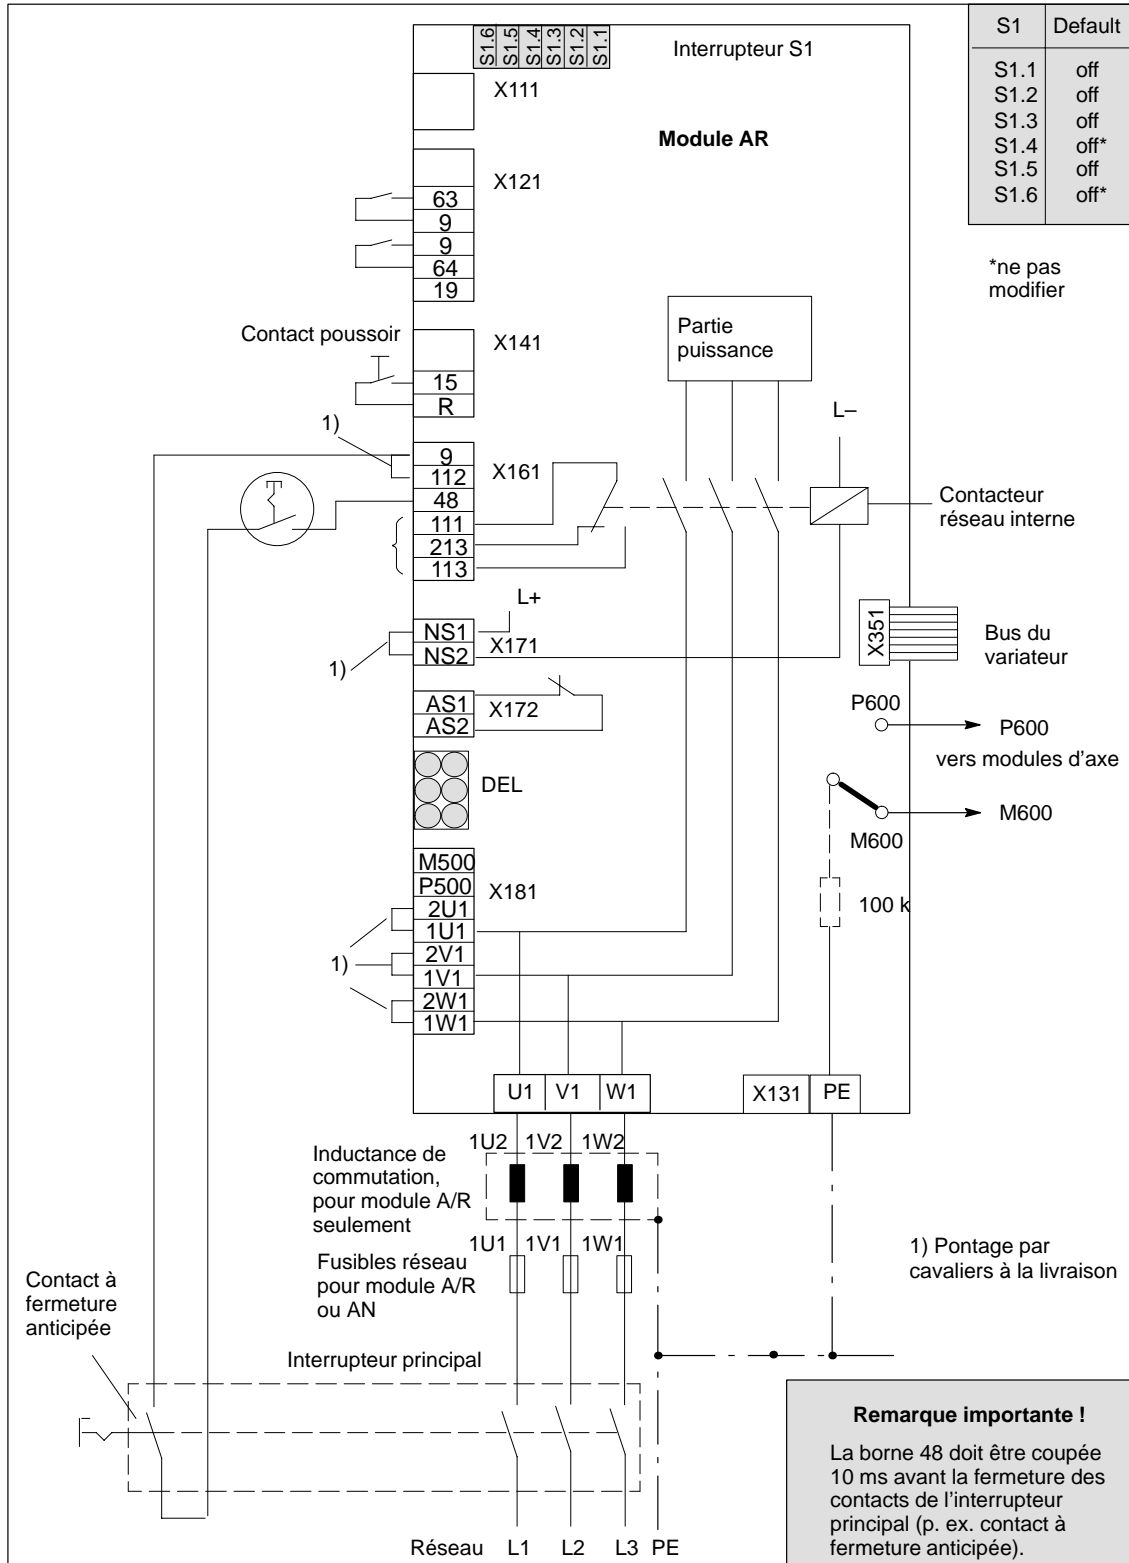 S1.6 S1.5 S1.4 S1.3 S1.2 S1.1
Interrupteur S1
S1 Default
S1.1 off
S1.2 off
S1.3 off
S1.4 off*
S1.5 off
S1.6 off*
*ne pas
modifier
X111
Module AR
X121
63
9
9
64
19
Contact poussoir
X141
15
R
Partie
puissance
L–
1)
9
112
48
111
213
113
X161
Contacteur
réseau interne
L+
NS1
NS2
X171
1)
X351
Bus du
variateur
AS1
AS2
X172
P600
P600
vers modules d'axe
DEL
M600
M600
M500
P500
2U1
1U1
2V1
1V1
2W1
1W1
X181
1)
100 k
U1 V1 W1
X131 PE
1U2 1V2 1W2
Inductance de
commutation,
pour module A/R
seulement
1U1 1V1 1W1
Fusibles réseau
pour module A/R
ou AN
1) Pontage par
cavaliers à la livraison
Contact à
fermeture
anticipée
Interrupteur principal
Réseau L1 L2 L3 PE
Remarque importante !
La borne 48 doit être coupée
10 ms avant la fermeture des
contacts de l'interrupteur
principal (p. ex. contact à
fermeture anticipée).